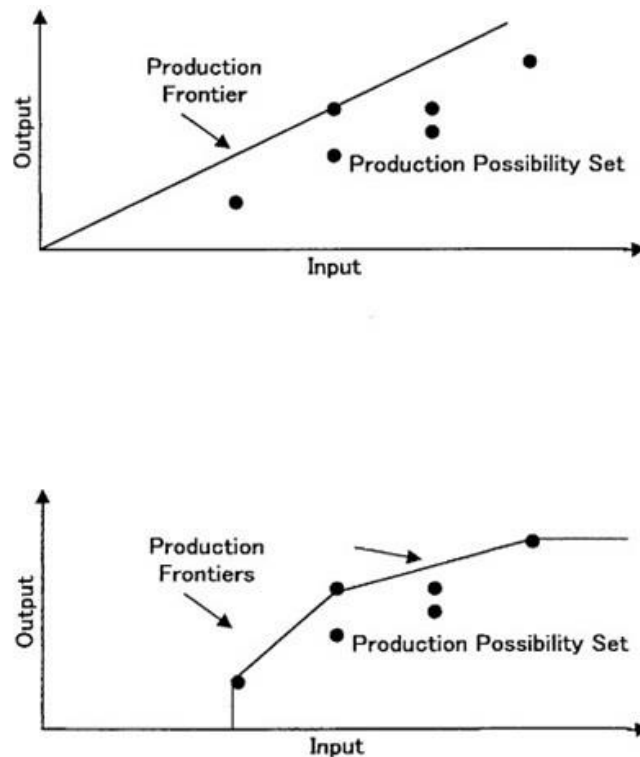 Production
Frontier
Output
Production Possibility Set
Input
Production
Frontiers
Output
Production Possibility Set
Input